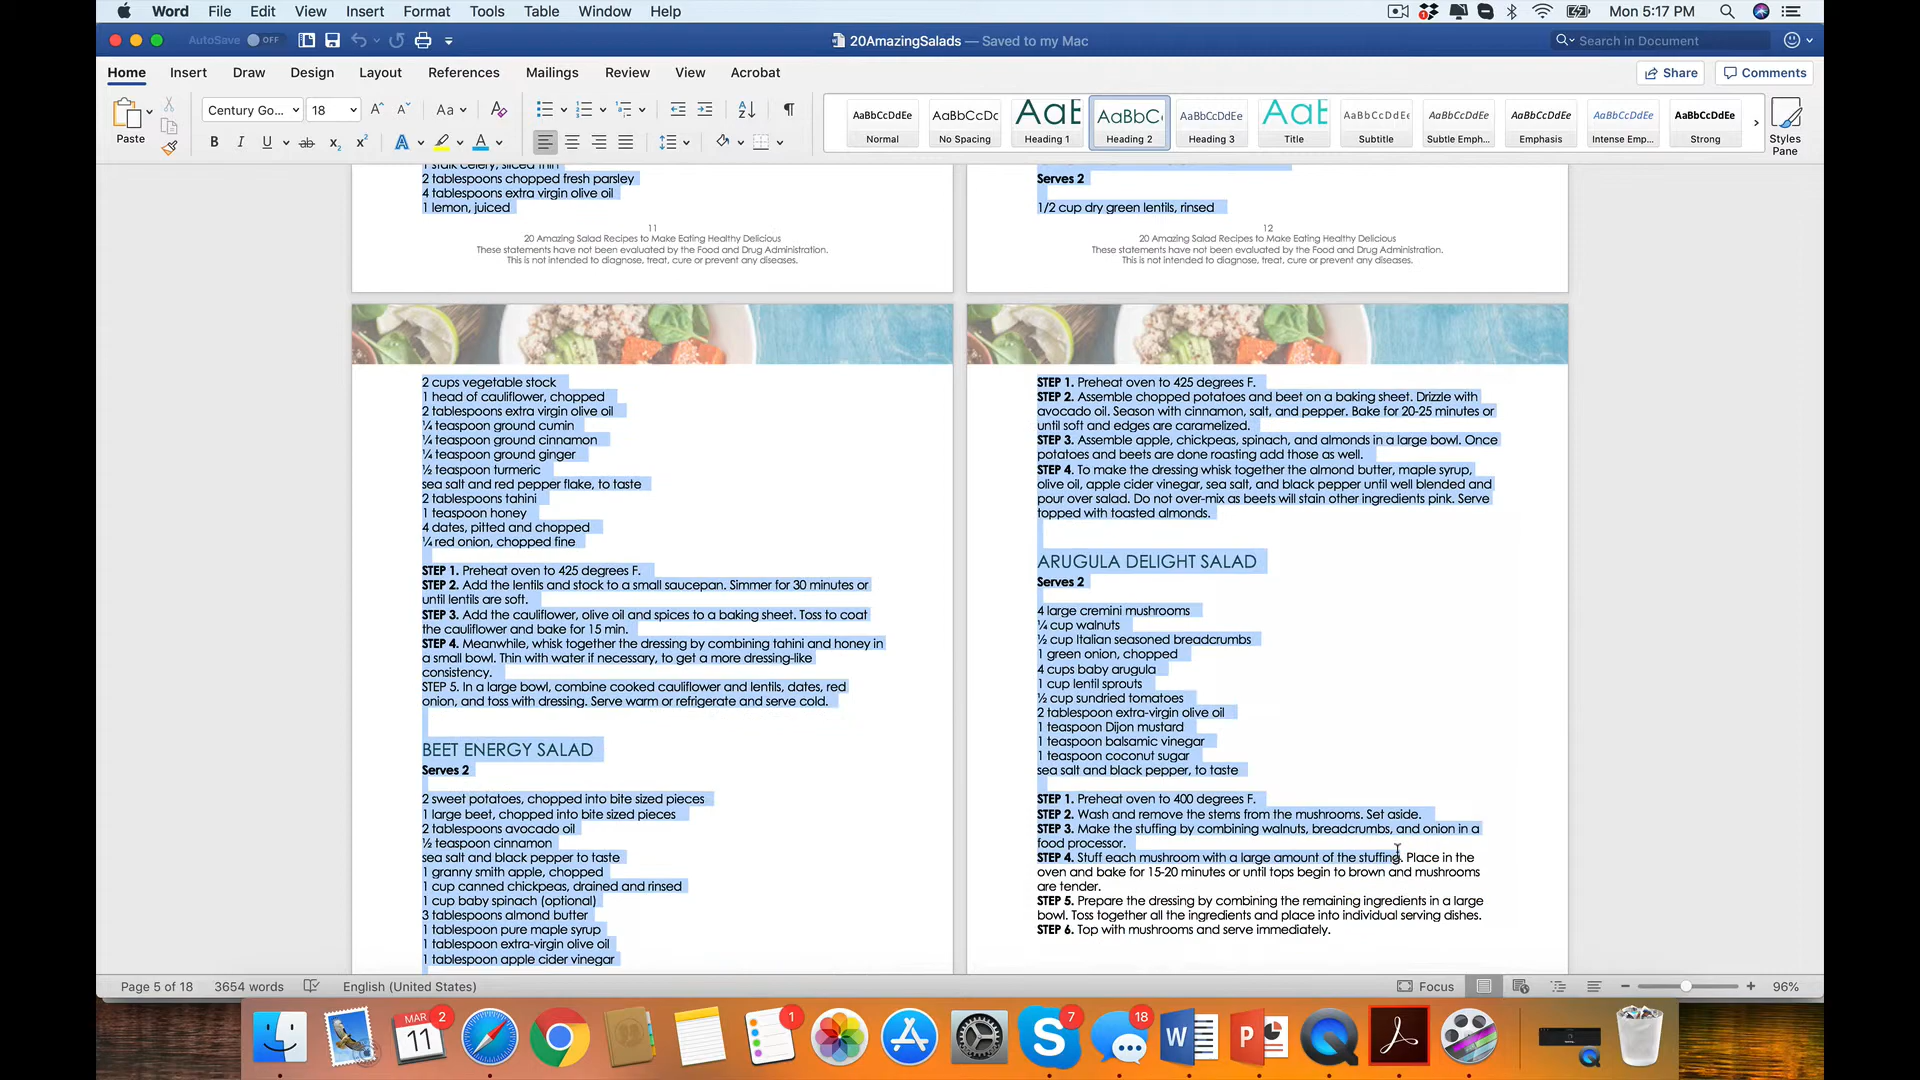 Word File Edit View Insert Format Tools Table Window Help
Mon 5:17 PM
AutoSave OFF
20AmazingSalads — Saved to my Mac
Search in Document
Home Insert Draw Design Layout References Mailings Review View Acrobat
Share Comments
Paste
Century Go... 18
AaBbCcDdEe Normal
AaBbCcDc No Spacing
AaE Heading 1
AaBbC Heading 2
AaBbCcDdEe Heading 3
AaE Title
AaBbCcDdEe Subtitle
AaBbCcDdEe Subtle Emph...
AaBbCcDdEe Emphasis
AaBbCcDdEe Intense Emp...
AaBbCcDdEe Strong
Styles Pane
1 stalk celery, sliced thin
2 tablespoons chopped fresh parsley
4 tablespoons extra virgin olive oil
1 lemon, juiced
11
20 Amazing Salad Recipes to Make Eating Healthy Delicious
These statements have not been evaluated by the Food and Drug Administration.
This is not intended to diagnose, treat, cure or prevent any diseases.
Serves 2
1/2 cup dry green lentils, rinsed
12
20 Amazing Salad Recipes to Make Eating Healthy Delicious
These statements have not been evaluated by the Food and Drug Administration.
This is not intended to diagnose, treat, cure or prevent any diseases.
2 cups vegetable stock
1 head of cauliflower, chopped
2 tablespoons extra virgin olive oil
¼ teaspoon ground cumin
¼ teaspoon ground cinnamon
¼ teaspoon ground ginger
½ teaspoon turmeric
sea salt and red pepper flake, to taste
2 tablespoons tahini
1 teaspoon honey
4 dates, pitted and chopped
¼ red onion, chopped fine
STEP 1. Preheat oven to 425 degrees F.
STEP 2. Add the lentils and stock to a small saucepan. Simmer for 30 minutes or
until lentils are soft.
STEP 3. Add the cauliflower, olive oil and spices to a baking sheet. Toss to coat
the cauliflower and bake for 15 min.
STEP 4. Meanwhile, whisk together the dressing by combining tahini and honey in
a small bowl. Thin with water if necessary, to get a more dressing-like
consistency.
STEP 5. In a large bowl, combine cooked cauliflower and lentils, dates, red
onion, and toss with dressing. Serve warm or refrigerate and serve cold.
BEET ENERGY SALAD
Serves 2
2 sweet potatoes, chopped into bite sized pieces
1 large beet, chopped into bite sized pieces
2 tablespoons avocado oil
½ teaspoon cinnamon
sea salt and black pepper to taste
1 granny smith apple, chopped
1 cup canned chickpeas, drained and rinsed
1 cup baby spinach (optional)
3 tablespoons almond butter
1 tablespoon pure maple syrup
1 tablespoon extra-virgin olive oil
1 tablespoon apple cider vinegar
STEP 1. Preheat oven to 425 degrees F.
STEP 2. Assemble chopped potatoes and beet on a baking sheet. Drizzle with
avocado oil. Season with cinnamon, salt, and pepper. Bake for 20-25 minutes or
until soft and edges are caramelized.
STEP 3. Assemble apple, chickpeas, spinach, and almonds in a large bowl. Once
potatoes and beets are done roasting add those as well.
STEP 4. To make the dressing whisk together the almond butter, maple syrup,
olive oil, apple cider vinegar, sea salt, and black pepper until well blended and
pour over salad. Do not over-mix as beets will stain other ingredients pink. Serve
topped with toasted almonds.
ARUGULA DELIGHT SALAD
Serves 2
4 large cremini mushrooms
¼ cup walnuts
½ cup Italian seasoned breadcrumbs
1 green onion, chopped
4 cups baby arugula
1 cup lentil sprouts
½ cup sundried tomatoes
2 tablespoon extra-virgin olive oil
1 teaspoon Dijon mustard
1 teaspoon balsamic vinegar
1 teaspoon coconut sugar
sea salt and black pepper, to taste
STEP 1. Preheat oven to 400 degrees F.
STEP 2. Wash and remove the stems from the mushrooms. Set aside.
STEP 3. Make the stuffing by combining walnuts, breadcrumbs, and onion in a
food processor.
STEP 4. Stuff each mushroom with a large amount of the stuffing. Place in the
oven and bake for 15-20 minutes or until tops begin to brown and mushrooms
are tender.
STEP 5. Prepare the dressing by combining the remaining ingredients in a large
bowl. Toss together all the ingredients and place into individual serving dishes.
STEP 6. Top with mushrooms and serve immediately.
Page 5 of 18 3654 words English (United States) Focus 96%
MAR 11 2 1 7 18